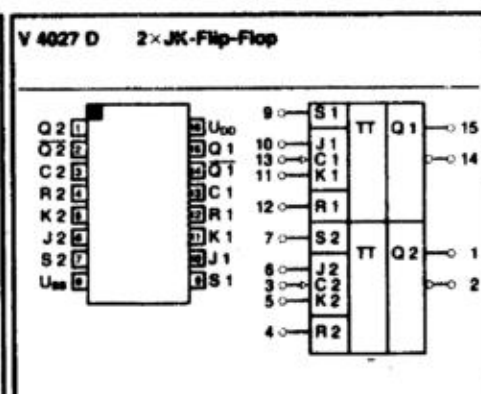 V 4027 D 2×JK-Flip-Flop
Q 2 1 16 U_DD
Q̅2̅ 2 15 Q 1
C 2 3 14 Q̅1̅
R 2 4 13 C 1
K 2 5 12 R 1
J 2 6 11 K 1
S 2 7 10 J 1
U_SS 8 9 S 1
9 S 1 TT Q 1 15
10 J 1
13 C 1 14
11 K 1
12 R 1
7 S 2 TT Q 2 1
6 J 2
3 C 2 2
5 K 2
4 R 2